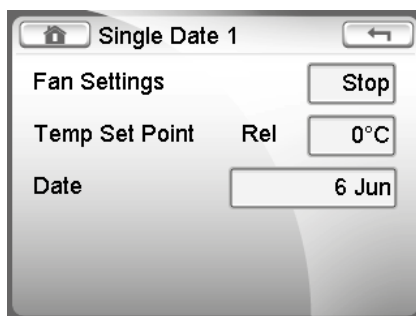 Single Date 1
Fan Settings Stop
Temp Set Point Rel 0°C
Date 6 Jun